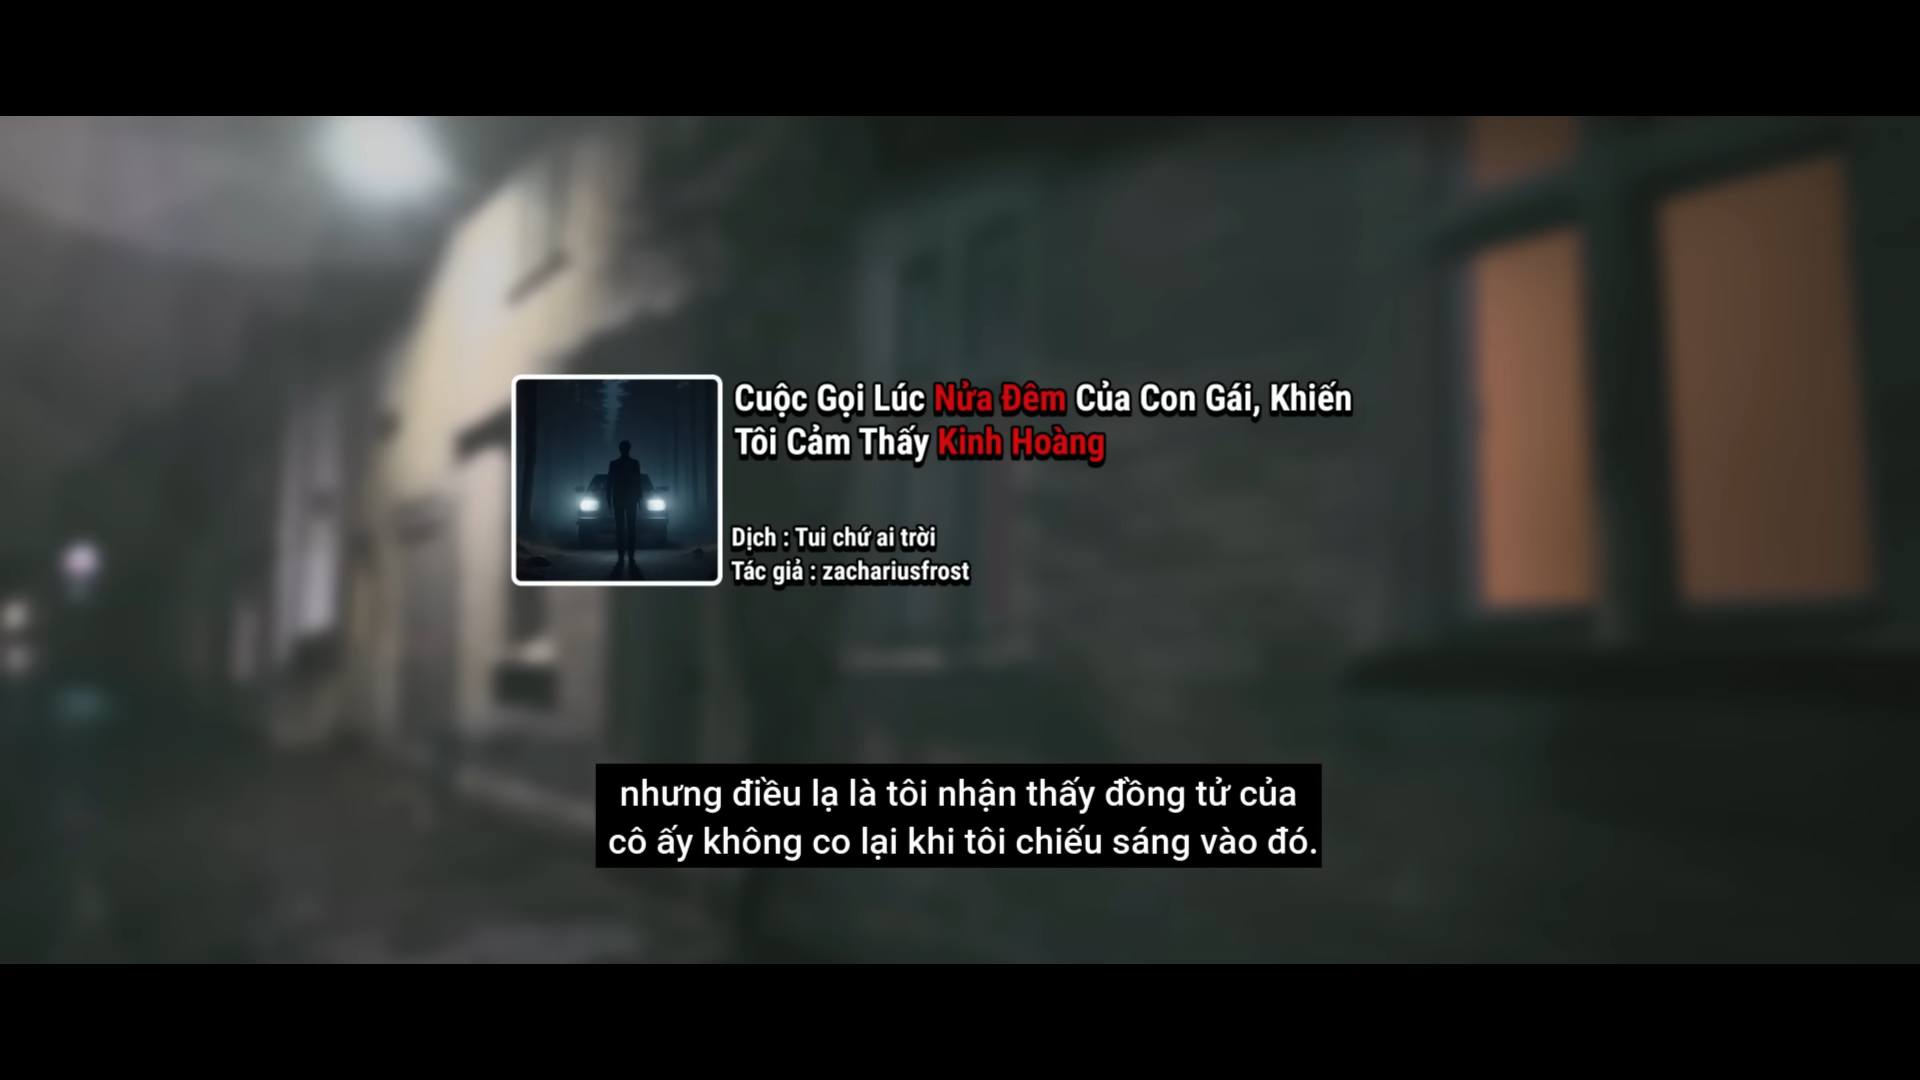 Cuộc Gọi Lúc Nửa Đêm Của Con Gái, Khiến
Tôi Cảm Thấy Kinh Hoàng
Dịch : Tui chứ ai trời
Tác giả : zachariusfrost
nhưng điều lạ là tôi nhận thấy đồng tử của
cô ấy không co lại khi tôi chiếu sáng vào đó.